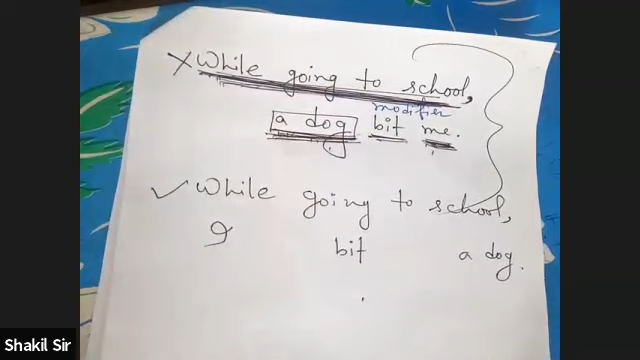 ×While going to school,
modifier
a dog bit me.
✓While going to school,
I bit a dog.
Shakil Sir